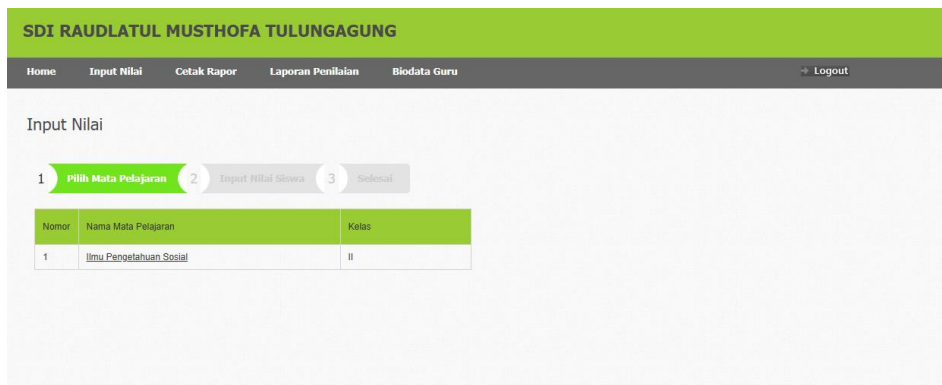 SDI RAUDLATUL MUSTHOFA TULUNGAGUNG
Home Input Nilai Cetak Rapor Laporan Penilaian Biodata Guru Logout
Input Nilai
1 Pilih Mata Pelajaran 2 Input Nilai Siswa 3 Selesai
Nomor Nama Mata Pelajaran Kelas
1 Ilmu Pengetahuan Sosial II